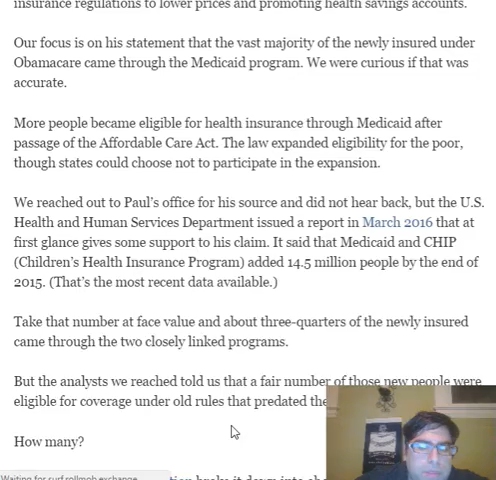 insurance regulations to lower prices and promoting health savings accounts.
Our focus is on his statement that the vast majority of the newly insured under
Obamacare came through the Medicaid program. We were curious if that was
accurate.
More people became eligible for health insurance through Medicaid after
passage of the Affordable Care Act. The law expanded eligibility for the poor,
though states could choose not to participate in the expansion.
We reached out to Paul's office for his source and did not hear back, but the U.S.
Health and Human Services Department issued a report in March 2016 that at
first glance gives some support to his claim. It said that Medicaid and CHIP
(Children's Health Insurance Program) added 14.5 million people by the end of
2015. (That's the most recent data available.)
Take that number at face value and about three-quarters of the newly insured
came through the two closely linked programs.
But the analysts we reached told us that a fair number of those new people were
eligible for coverage under old rules that predated the
How many?
Waiting for surf.rollmob.exchange
broke it down into